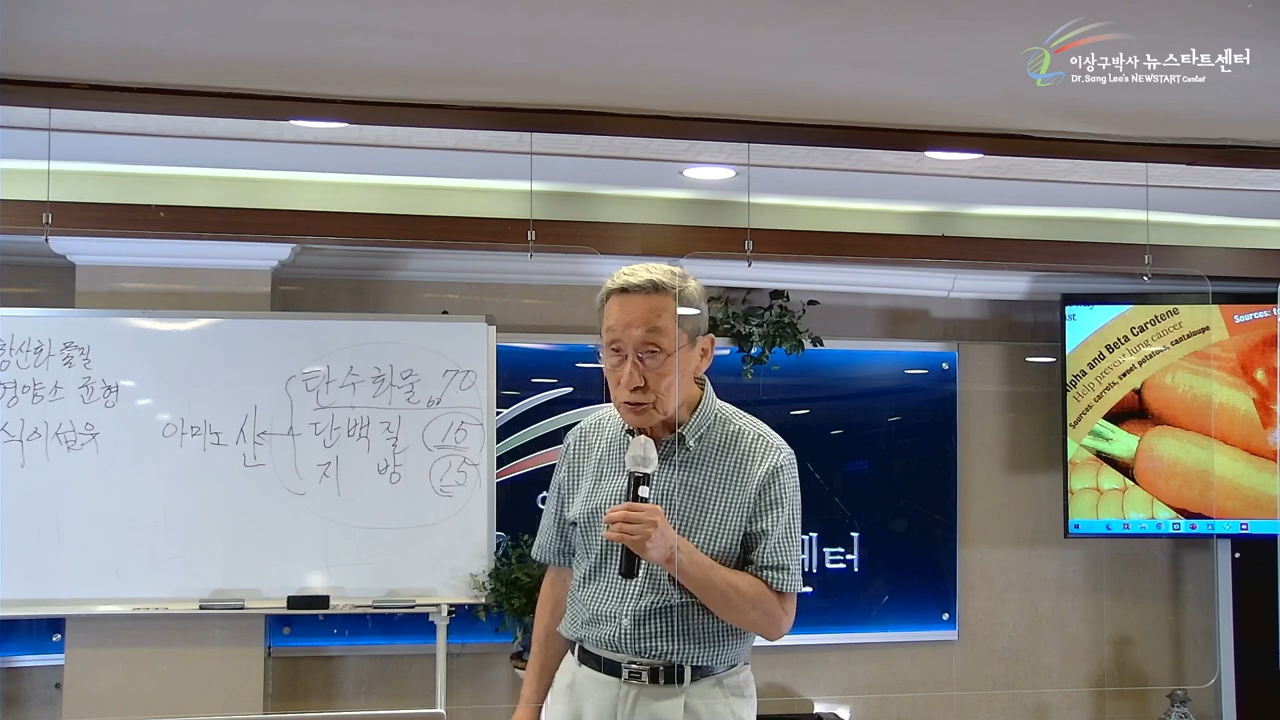 이상구박사 뉴스타트센터
Dr.Sang Lee's NEWSTART Center
항산화 물질
영양소 균형
식이섬유
아미노산
탄수화물 60 70
단백질 15
지 방 15
센터
Alpha and Beta Carotene
Help prevent lung cancer
Sources: carrots, sweet potatoes, cantaloupe
Sources: